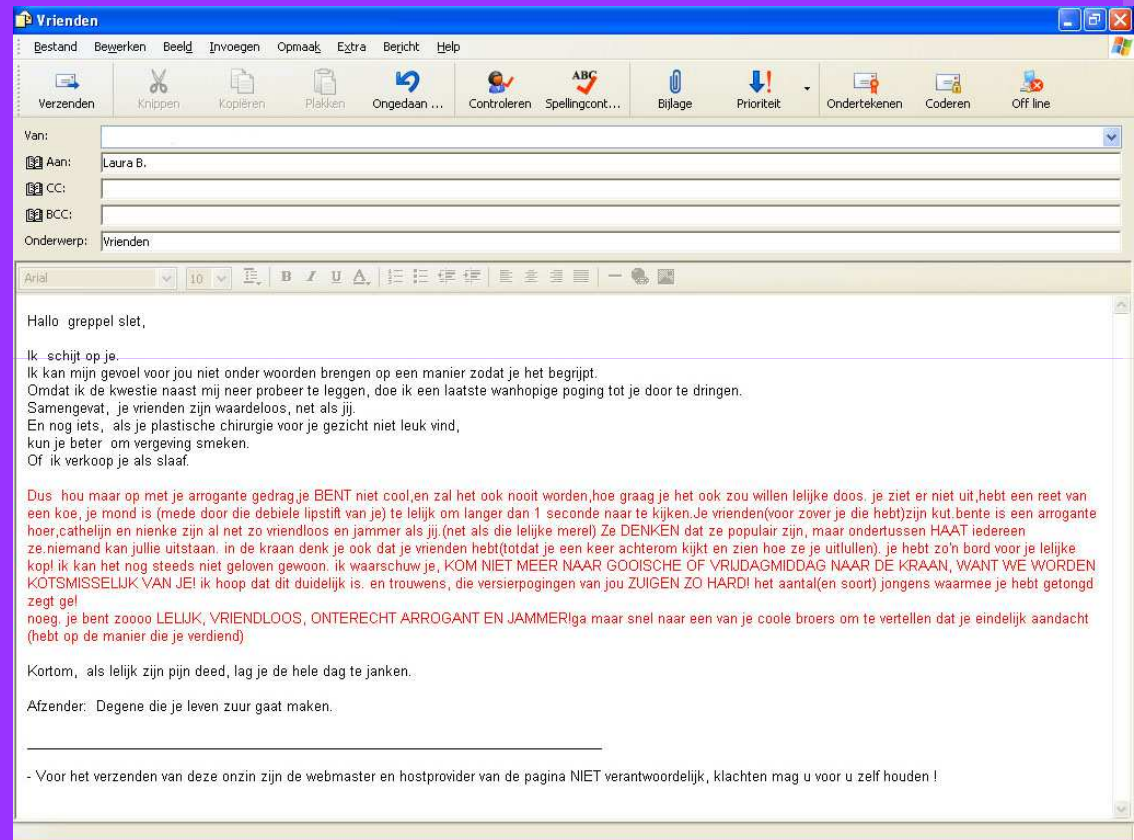 Vrienden
Bestand Bewerken Beeld Invoegen Opmaak Extra Bericht Help
Verzenden Knippen Kopiëren Plakken Ongedaan ... Controleren Spellingcont... Bijlage Prioriteit Ondertekenen Coderen Off line
Van:
Aan: Laura B.
CC:
BCC:
Onderwerp: Vrienden
Arial 10 B I U A
Hallo greppel slet,
Ik schijt op je.
Ik kan mijn gevoel voor jou niet onder woorden brengen op een manier zodat je het begrijpt.
Omdat ik de kwestie naast mij neer probeer te leggen, doe ik een laatste wanhopige poging tot je door te dringen.
Samengevat, je vrienden zijn waardeloos, net als jij.
En nog iets, als je plastische chirurgie voor je gezicht niet leuk vind,
kun je beter om vergeving smeken.
Of ik verkoop je als slaaf.
Dus hou maar op met je arrogante gedrag,je BENT niet cool,en zal het ook nooit worden,hoe graag je het ook zou willen lelijke doos. je ziet er niet uit,hebt een reet van
een koe, je mond is (mede door die debiele lipstift van je) te lelijk om langer dan 1 seconde naar te kijken.Je vrienden(voor zover je die hebt)zijn kut.bente is een arrogante
hoer,cathelijn en nienke zijn al net zo vriendloos en jammer als jij.(net als die lelijke merel) Ze DENKEN dat ze populair zijn, maar ondertussen HAAT iedereen
ze.niemand kan jullie uitstaan. in de kraan denk je ook dat je vrienden hebt(totdat je een keer achterom kijkt en zien hoe ze je uitlullen). je hebt zo'n bord voor je lelijke
kop! ik kan het nog steeds niet geloven gewoon. ik waarschuw je, KOM NIET MEER NAAR GOOISCHE OF VRIJDAGMIDDAG NAAR DE KRAAN, WANT WE WORDEN
KOTSMISSELIJK VAN JE! ik hoop dat dit duidelijk is. en trouwens, die versierpogingen van jou ZUIGEN ZO HARD! het aantal(en soort) jongens waarmee je hebt getongd
zegt ge!
noeg. je bent zoooo LELIJK, VRIENDLOOS, ONTERECHT ARROGANT EN JAMMER!ga maar snel naar een van je coole broers om te vertellen dat je eindelijk aandacht
(hebt op de manier die je verdiend)
Kortom, als lelijk zijn pijn deed, lag je de hele dag te janken.
Afzender: Degene die je leven zuur gaat maken.
- Voor het verzenden van deze onzin zijn de webmaster en hostprovider van de pagina NIET verantwoordelijk, klachten mag u voor u zelf houden !